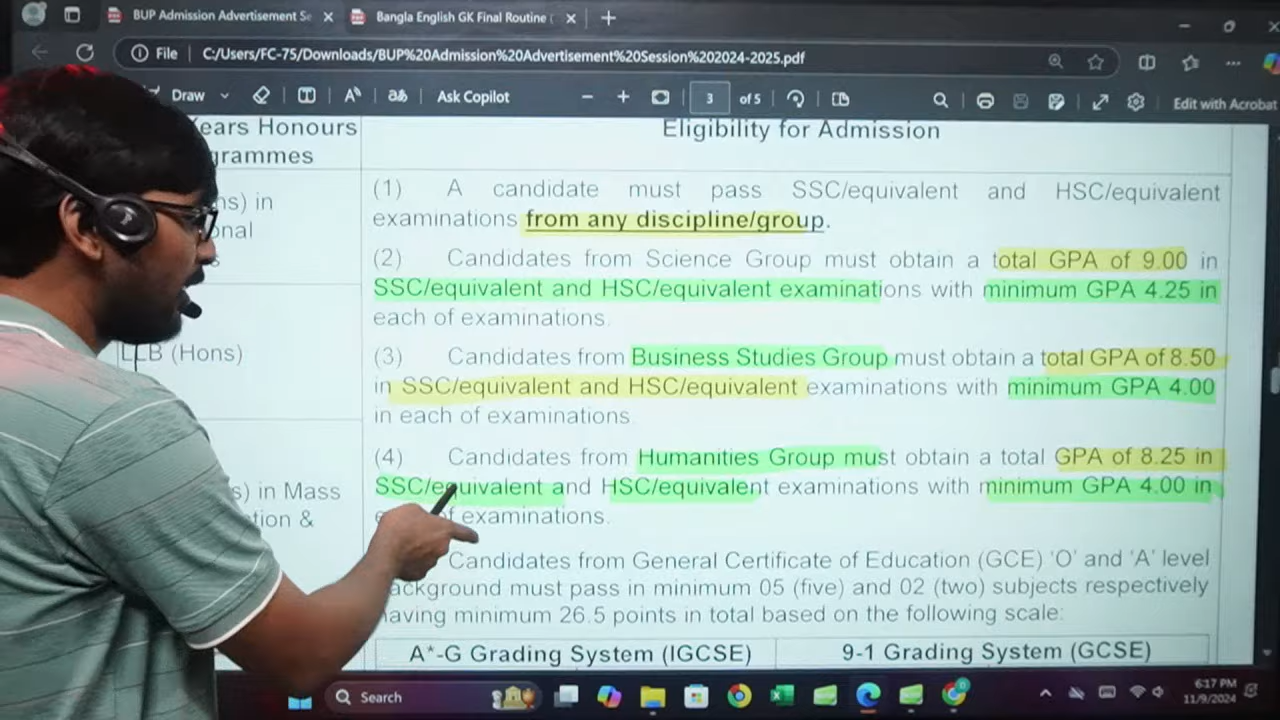 BUP Admission Advertisement Se
Bangla English GK Final Routine (
File
C:/Users/FC-75/Downloads/BUP%20Admission%20Advertisement%20Session%202024-2025.pdf
Draw
Ask Copilot
3 of 5
Edit with Acrobat
Years Honours
grammes
Eligibility for Admission
ns) in
onal
s
LLB (Hons)
s) in Mass
tion &
(1) A candidate must pass SSC/equivalent and HSC/equivalent
examinations from any discipline/group.
(2) Candidates from Science Group must obtain a total GPA of 9.00 in
SSC/equivalent and HSC/equivalent examinations with minimum GPA 4.25 in
each of examinations.
(3) Candidates from Business Studies Group must obtain a total GPA of 8.50
in SSC/equivalent and HSC/equivalent examinations with minimum GPA 4.00
in each of examinations.
(4) Candidates from Humanities Group must obtain a total GPA of 8.25 in
SSC/equivalent and HSC/equivalent examinations with minimum GPA 4.00 in
of examinations.
Candidates from General Certificate of Education (GCE) 'O' and 'A' level
background must pass in minimum 05 (five) and 02 (two) subjects respectively
having minimum 26.5 points in total based on the following scale:
A*-G Grading System (IGCSE)
9-1 Grading System (GCSE)
Search
6:17 PM
11/9/2024